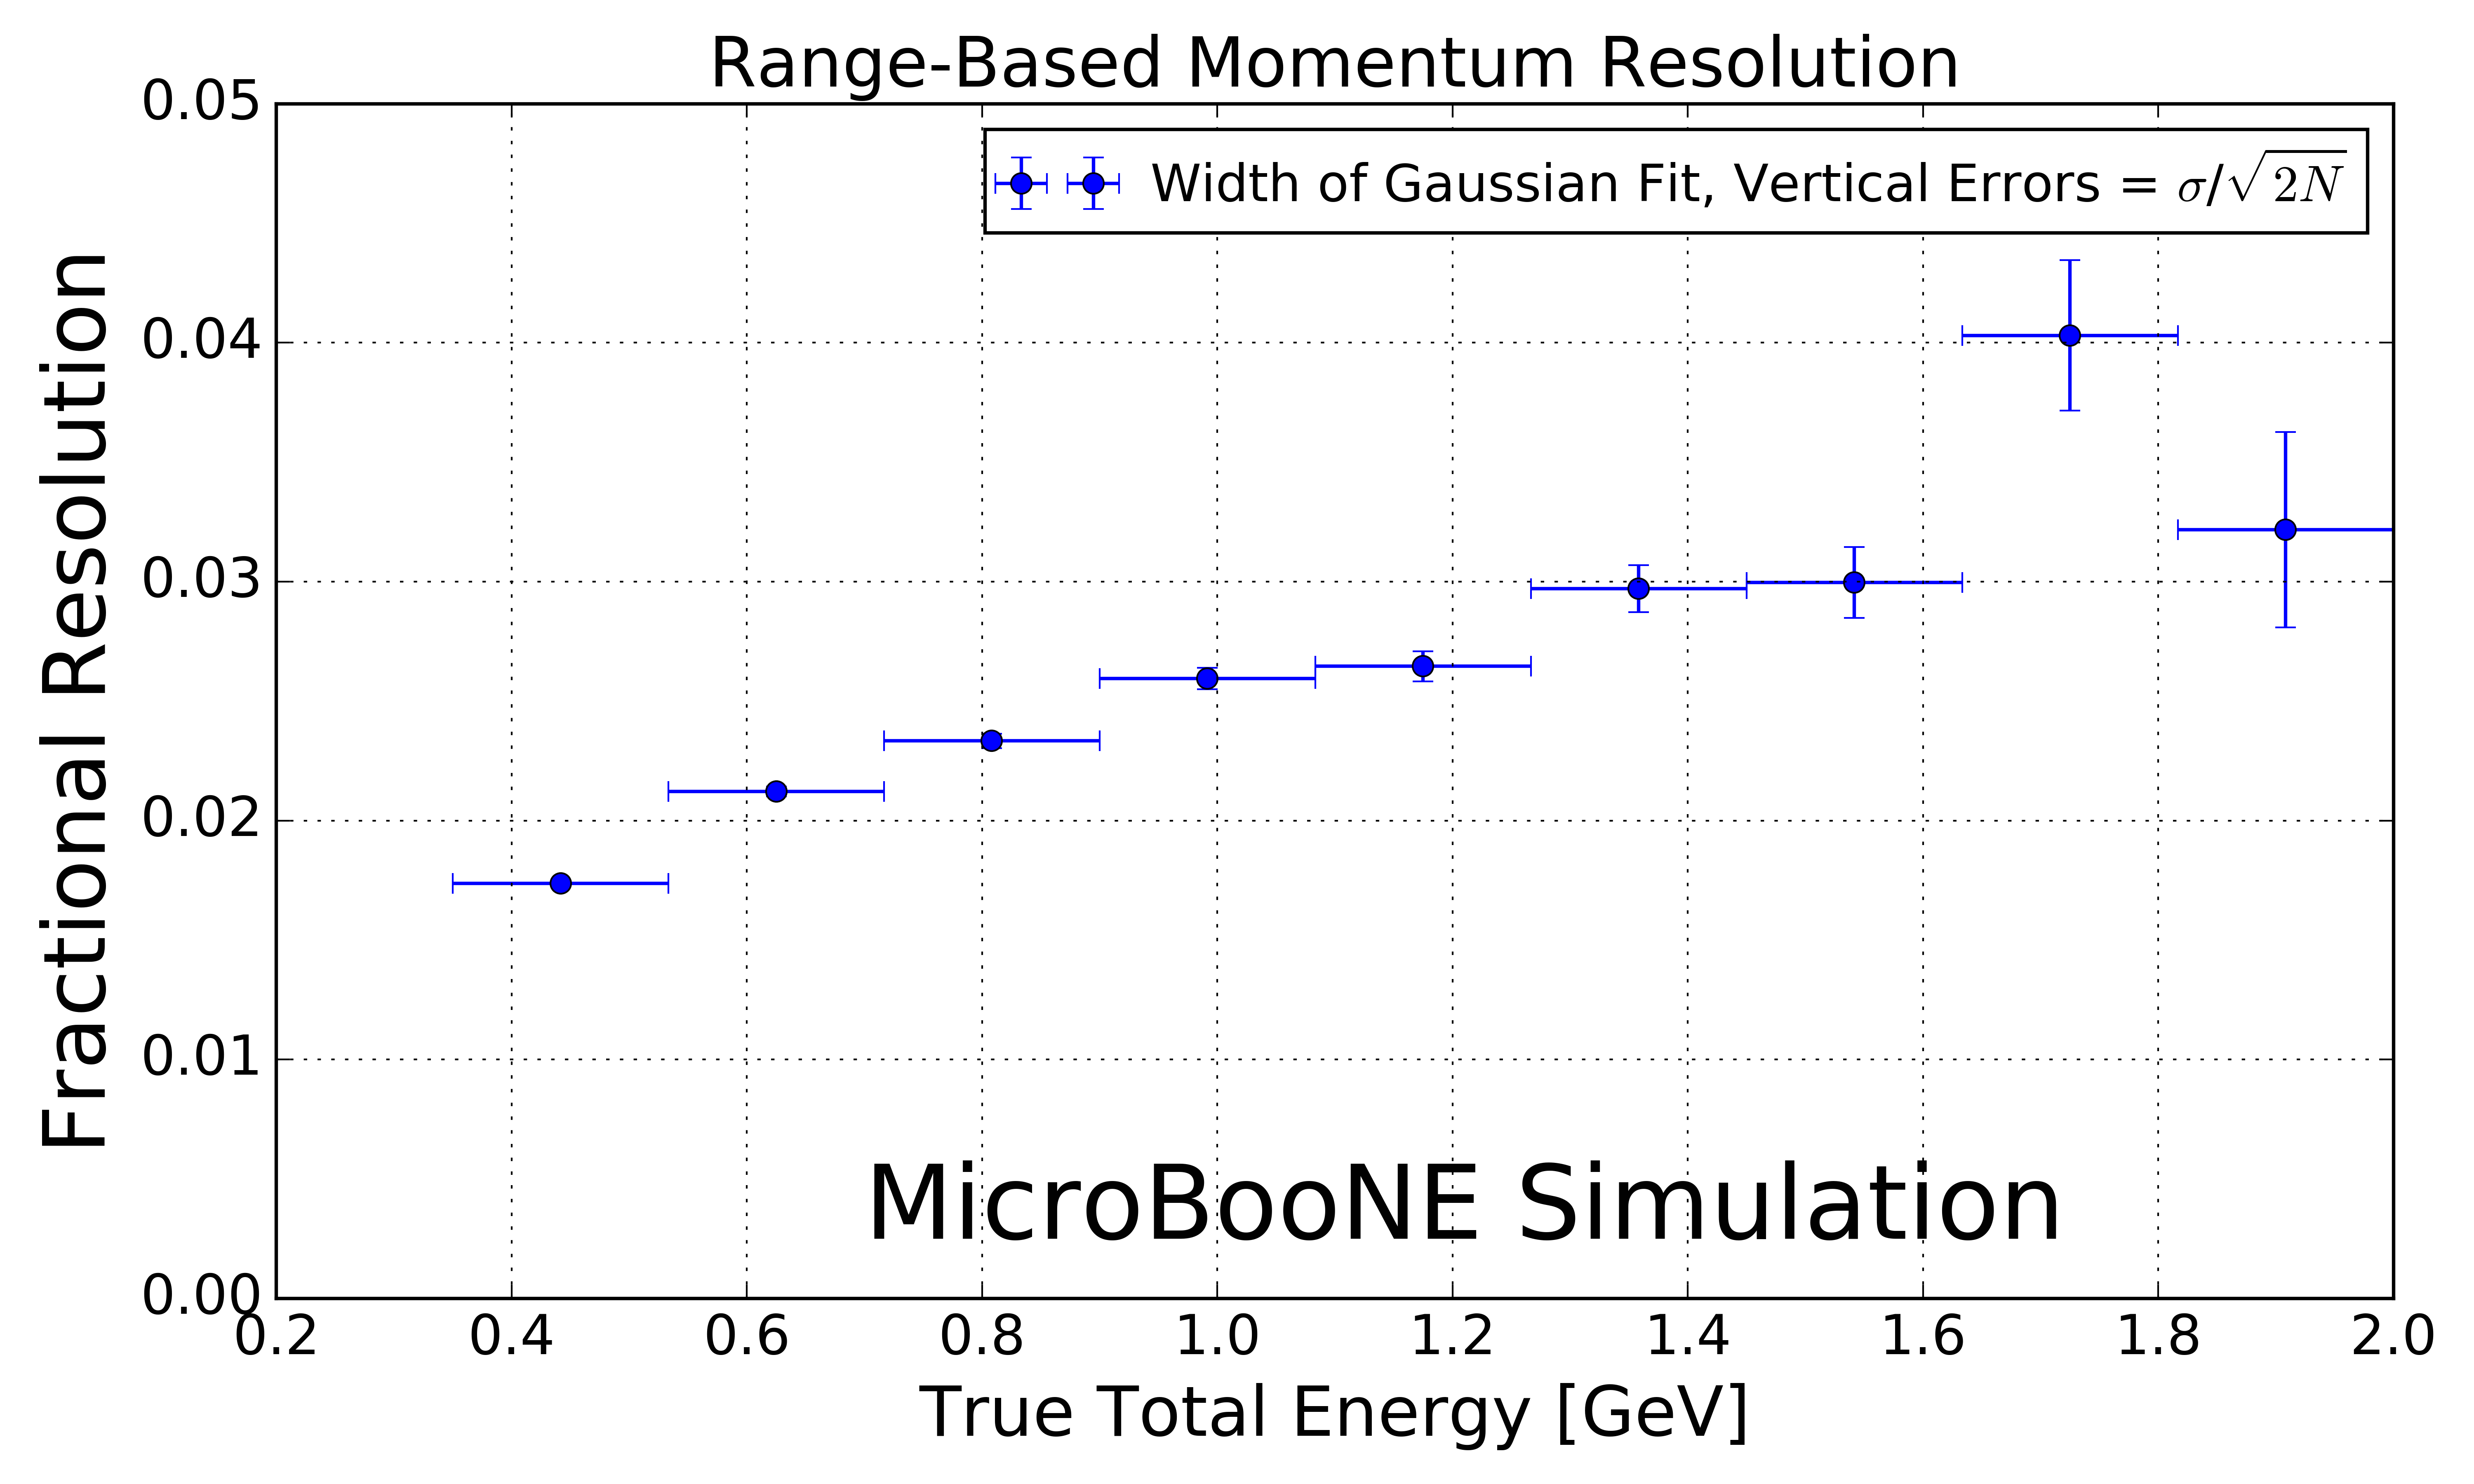 Range-Based Momentum Resolution
0.05
0.04
0.03
0.02
0.01
0.00
Fractional Resolution
Width of Gaussian Fit, Vertical Errors = σ/√2N
MicroBooNE Simulation
0.2 0.4 0.6 0.8 1.0 1.2 1.4 1.6 1.8 2.0
True Total Energy [GeV]